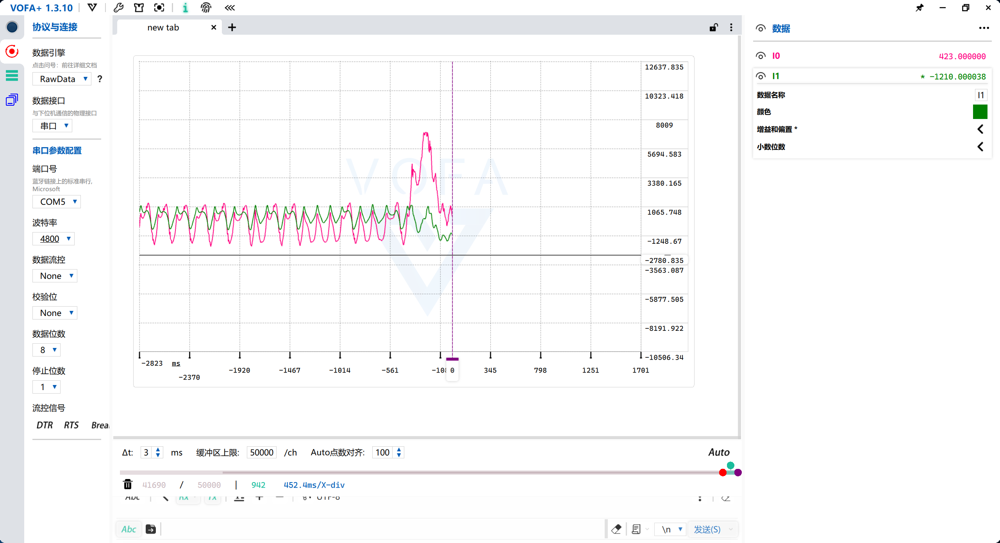 VOFA+ 1.3.10
协议与连接
数据引擎
点击问号：前往详细文档
RawData ?
数据接口
与下位机通信的物理接口
串口
串口参数配置
端口号
蓝牙链接上的标准串行,
Microsoft
COM5
波特率
4800
数据流控
None
校验位
None
数据位数
8
停止位数
1
流控信号
DTR RTS
new tab
VOFA
12637.835
10323.418
8009
5694.583
3380.165
1065.748
-1248.67
-2780.835
-3563.087
-5877.505
-8191.922
-10506.34
-2823 ms
-2370
-1920
-1467
-1014
-561
0
345
798
1251
1701
Δt: 3 ms 缓冲区上限: 50000 /ch Auto点数对齐: 100 Auto
41690 / 50000 | 942 452.4ms/X-div
Abc RX TX UTF-8
Abc \n 发送(S)
数据
I0 423.000000
I1 * -1210.000038
数据名称 I1
颜色
增益和偏置 *
小数位数